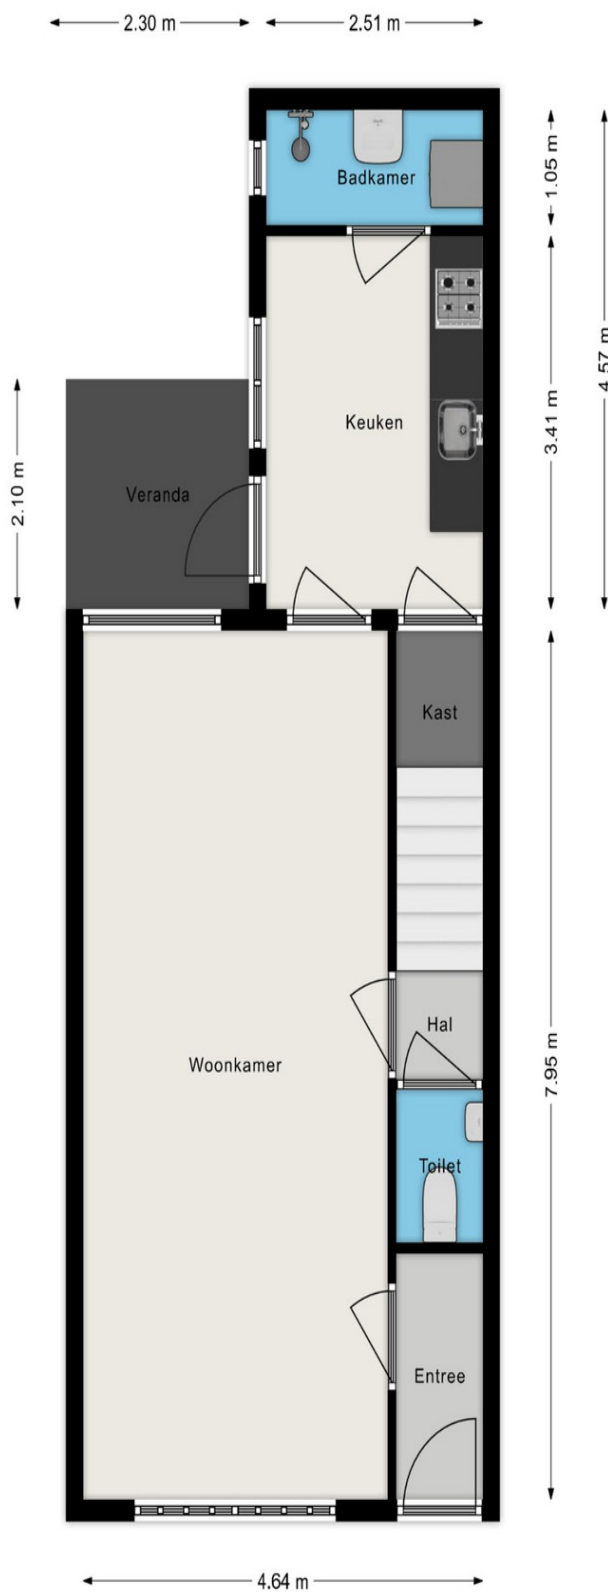 2.30 m
2.51 m
Badkamer
1.05 m
4.57 m
Keuken
3.41 m
2.10 m
Veranda
Kast
Hal
Woonkamer
7.95 m
Toilet
Entree
4.64 m